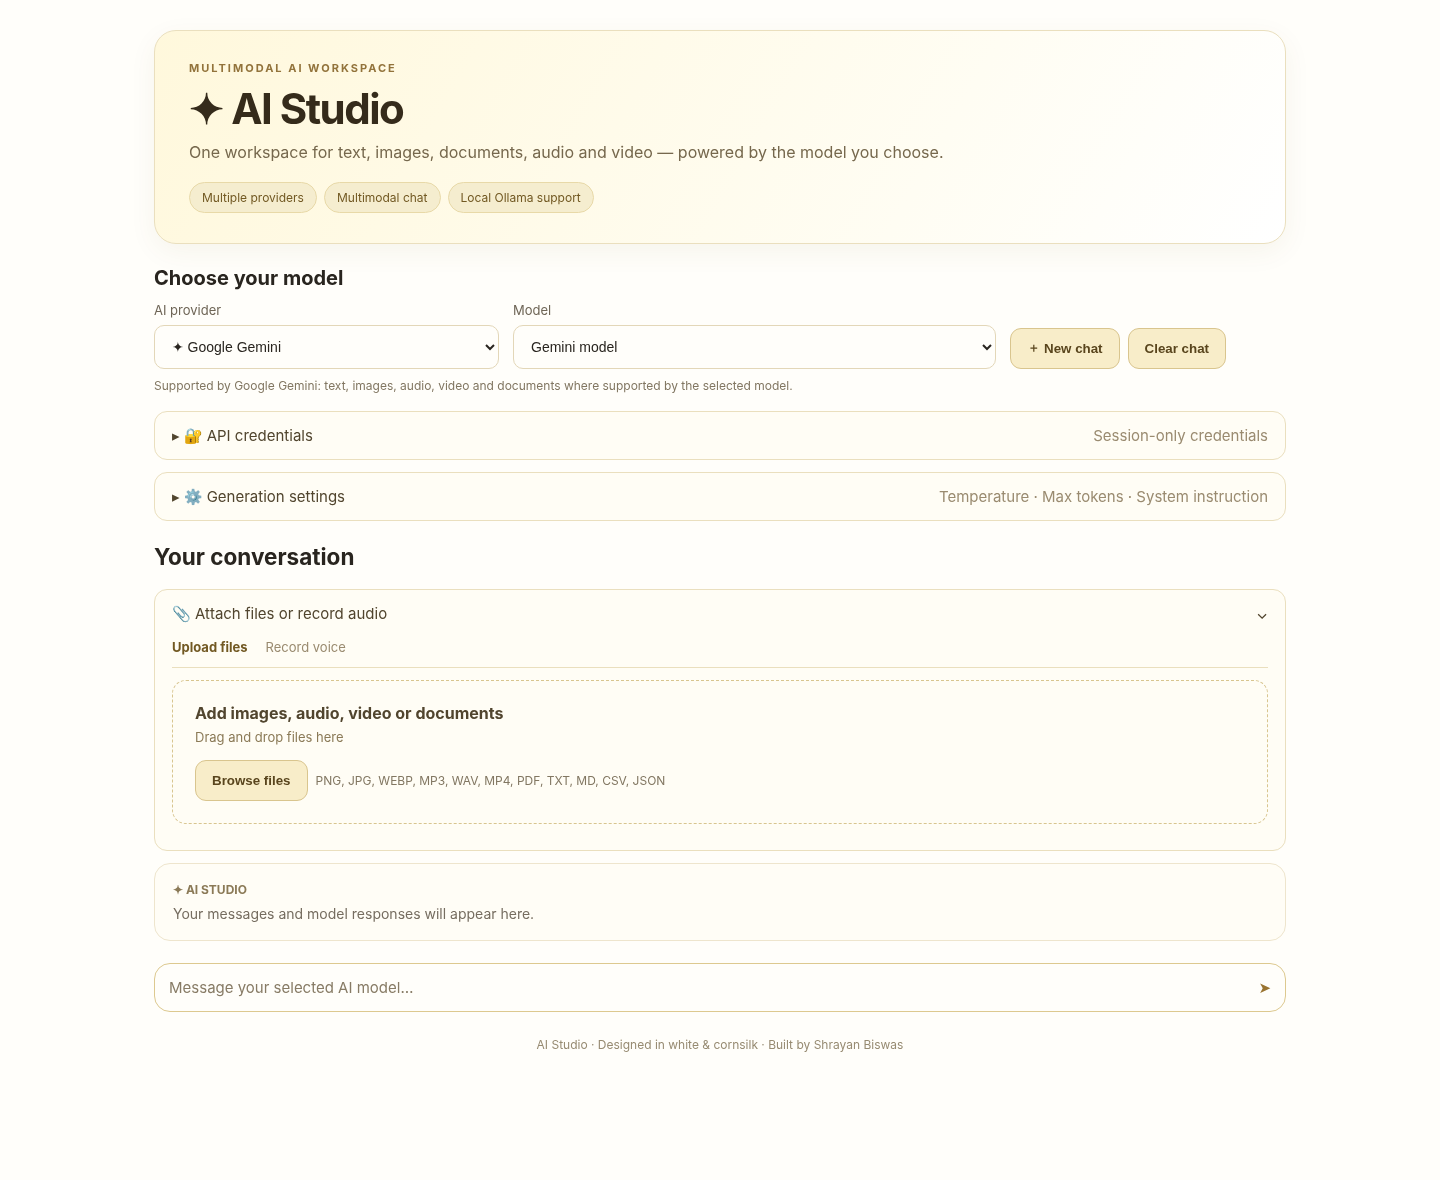 MULTIMODAL AI WORKSPACE
✦ AI Studio
One workspace for text, images, documents, audio and video — powered by the model you choose.
Multiple providers Multimodal chat Local Ollama support
Choose your model
AI provider Model
✦ Google Gemini Gemini model + New chat Clear chat
Supported by Google Gemini: text, images, audio, video and documents where supported by the selected model.
▸ 🔐 API credentials Session-only credentials
▸ ⚙️ Generation settings Temperature · Max tokens · System instruction
Your conversation
📎 Attach files or record audio
Upload files Record voice
Add images, audio, video or documents
Drag and drop files here
Browse files PNG, JPG, WEBP, MP3, WAV, MP4, PDF, TXT, MD, CSV, JSON
✦ AI STUDIO
Your messages and model responses will appear here.
Message your selected AI model... ➤
AI Studio · Designed in white & cornsilk · Built by Shrayan Biswas